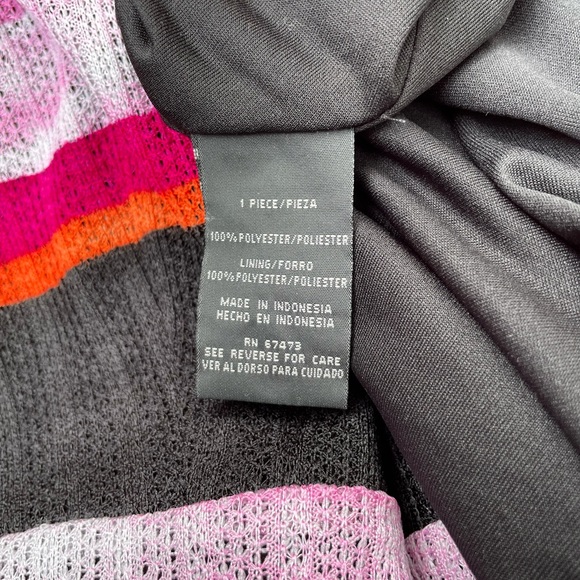 1 PIECE/PIEZA
100% POLYESTER/POLIESTER
LINING/FORRO
100% POLYESTER/POLIESTER
MADE IN INDONESIA
HECHO EN INDONESIA
RN 67473
SEE REVERSE FOR CARE
VER AL DORSO PARA CUIDADO